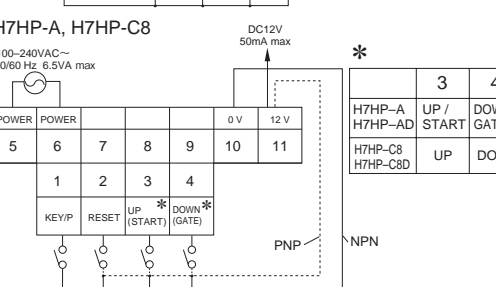 H7HP-A, H7HP-C8
DC12V
50mA max
100–240VAC~
50/60 Hz 6.5VA max
POWER POWER 0 V 12 V
5 6 7 8 9 10 11
1 2 3 4
KEY/P RESET UP (START) * DOWN (GATE) *
PNP NPN
*
3 4
H7HP–A UP /
H7HP–AD START
H7HP–C8 UP
H7HP–C8D